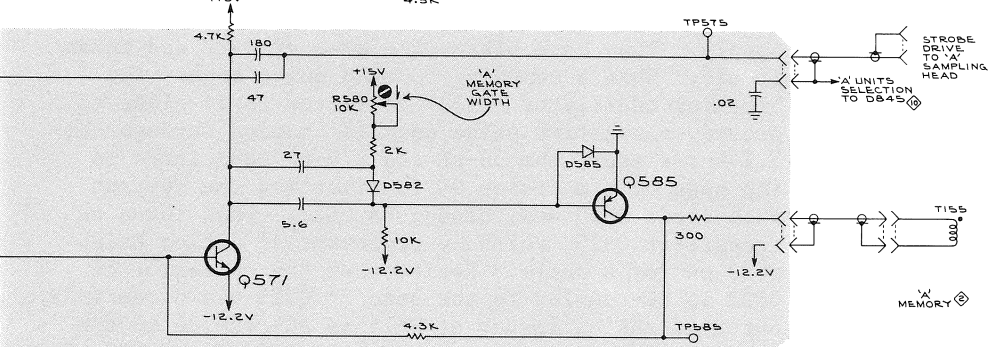 4.7K
180
47
+15V
R580
10K
'A'
MEMORY
GATE
WIDTH
2K
27
D582
5.6
10K
-12.2V
Q571
-12.2V
4.3K
TP575
.02
'A' UNITS
SELECTION
TO D845 10
STROBE
DRIVE
TO 'A'
SAMPLING
HEAD
D585
Q585
300
-12.2V
T155
TP585
'A'
MEMORY 2